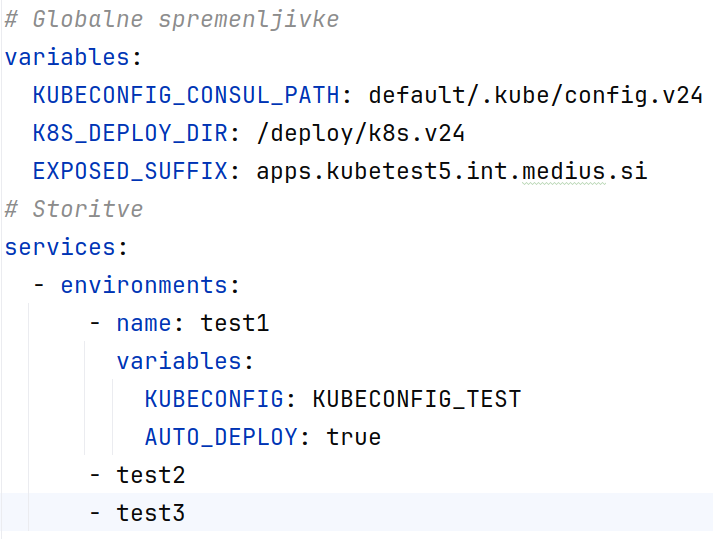 # Globalne spremenljivke
variables:
  KUBECONFIG_CONSUL_PATH: default/.kube/config.v24
  K8S_DEPLOY_DIR: /deploy/k8s.v24
  EXPOSED_SUFFIX: apps.kubetest5.int.medius.si
# Storitve
services:
  - environments:
      - name: test1
        variables:
          KUBECONFIG: KUBECONFIG_TEST
          AUTO_DEPLOY: true
      - test2
      - test3